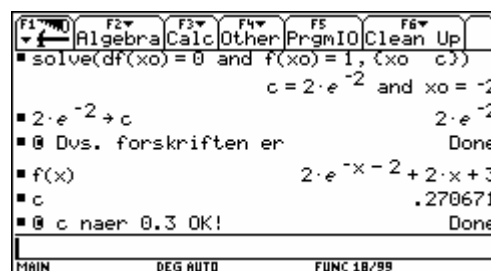 F1 F2 F3 F4 F5 F6
Algebra Calc Other PrgmIO Clean Up
▪ solve(df(xo) = 0 and f(xo) = 1, {xo c})
c = 2·e^-2 and xo = -2
▪ 2·e^-2 → c 2·e^-2
▪ @ Dvs. forskriften er Done
▪ f(x) 2·e^-x - 2 + 2·x + 3
▪ c .270671
▪ @ c naer 0.3 OK! Done
MAIN DEG AUTO FUNC 18/99